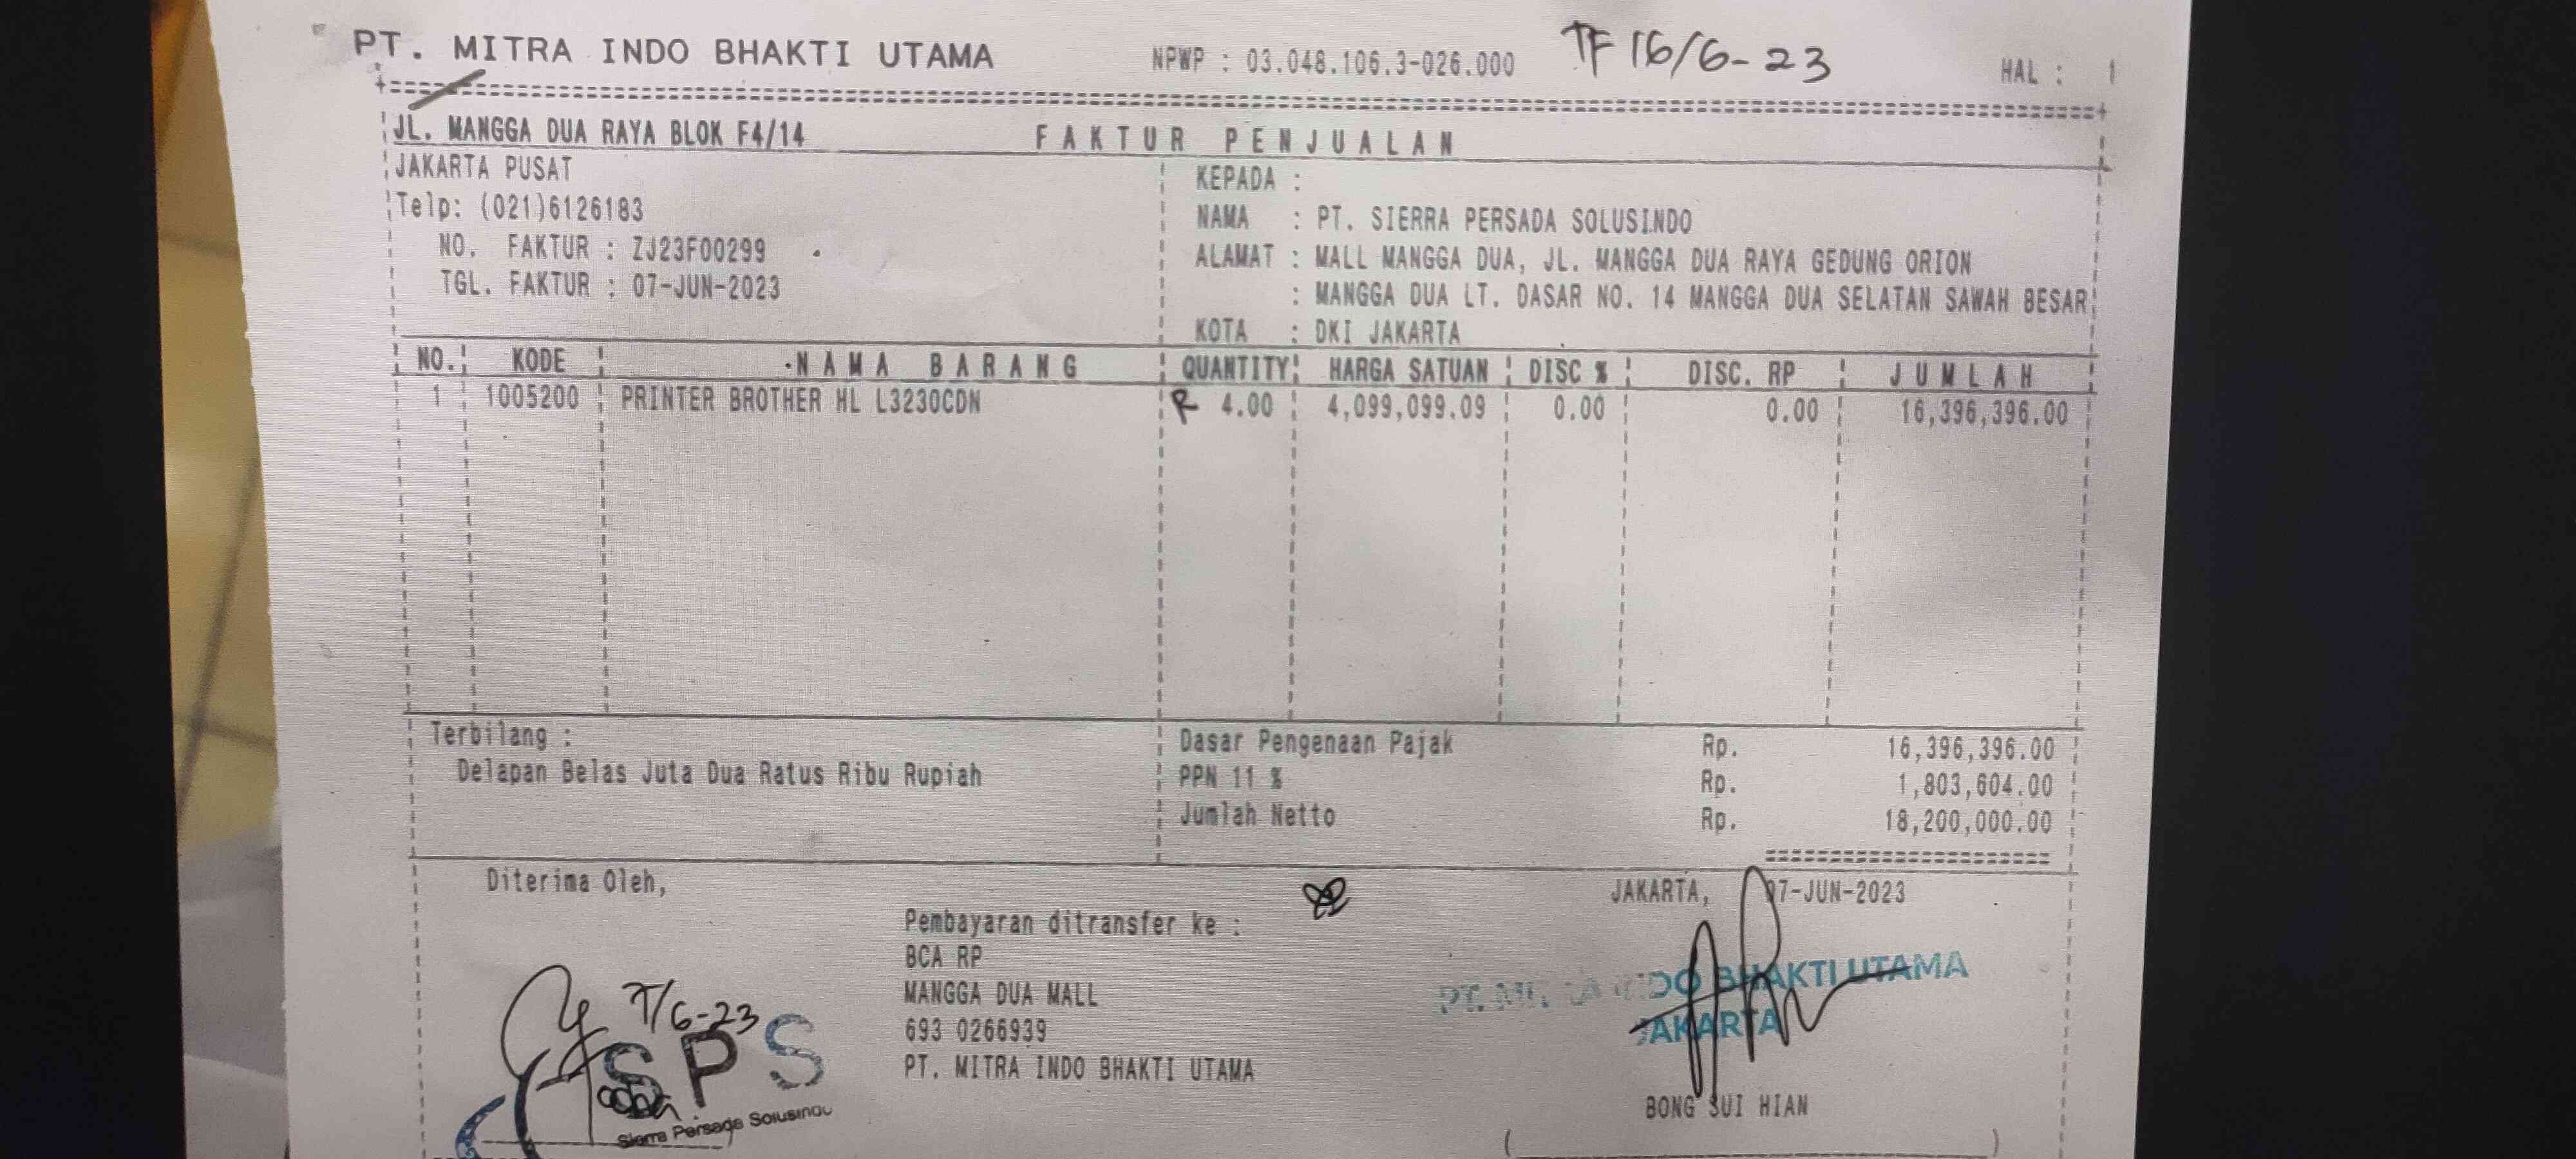 PT. MITRA INDO BHAKTI UTAMA NPWP : 03.048.106.3-026.000 TF 16/6-23 HAL : 1
JL. MANGGA DUA RAYA BLOK F4/14 FAKTUR PENJUALAN
JAKARTA PUSAT
Telp: (021)6126183
NO. FAKTUR : ZJ23F00299
TGL. FAKTUR : 07-JUN-2023
KEPADA :
NAMA : PT. SIERRA PERSADA SOLUSINDO
ALAMAT : MALL MANGGA DUA, JL. MANGGA DUA RAYA GEDUNG ORION
: MANGGA DUA LT. DASAR NO. 14 MANGGA DUA SELATAN SAWAH BESAR
KOTA : DKI JAKARTA
NO. KODE NAMA BARANG QUANTITY HARGA SATUAN DISC % DISC. RP JUMLAH
1 1005200 PRINTER BROTHER HL L3230CDN 4.00 4,099,099.09 0.00 0.00 16,396,396.00
Terbilang :
Delapan Belas Juta Dua Ratus Ribu Rupiah
Dasar Pengenaan Pajak Rp. 16,396,396.00
PPN 11 % Rp. 1,803,604.00
Jumlah Netto Rp. 18,200,000.00
Diterima Oleh,
7/6-23
SPS
Sierra Persada Solusindo
Pembayaran ditransfer ke :
BCA RP
MANGGA DUA MALL
693 0266939
PT. MITRA INDO BHAKTI UTAMA
JAKARTA, 07-JUN-2023
BHAKTI UTAMA
JAKARTA
BONG SUI HIAN